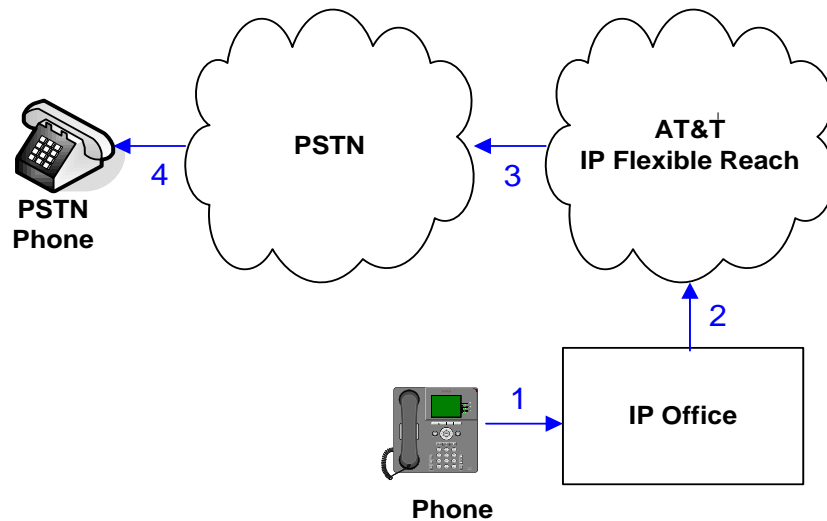 PSTN
AT&T
IP Flexible Reach
4
3
PSTN
Phone
2
1
IP Office
Phone